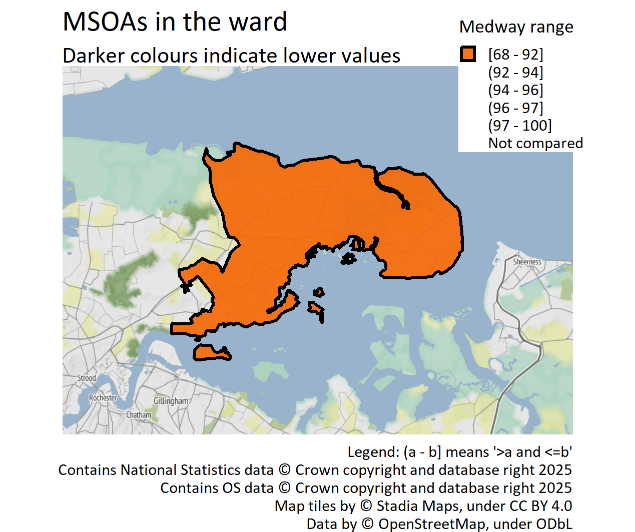 MSOAs in the ward
Darker colours indicate lower values
Medway range
[68 - 92]
(92 - 94]
(94 - 96]
(96 - 97]
(97 - 100]
Not compared
Sheerness
Strood
Rochester
Gillingham
Chatham
Legend: (a - b] means '>a and <=b'
Contains National Statistics data © Crown copyright and database right 2025
Contains OS data © Crown copyright and database right 2025
Map tiles by © Stadia Maps, under CC BY 4.0
Data by © OpenStreetMap, under ODbL